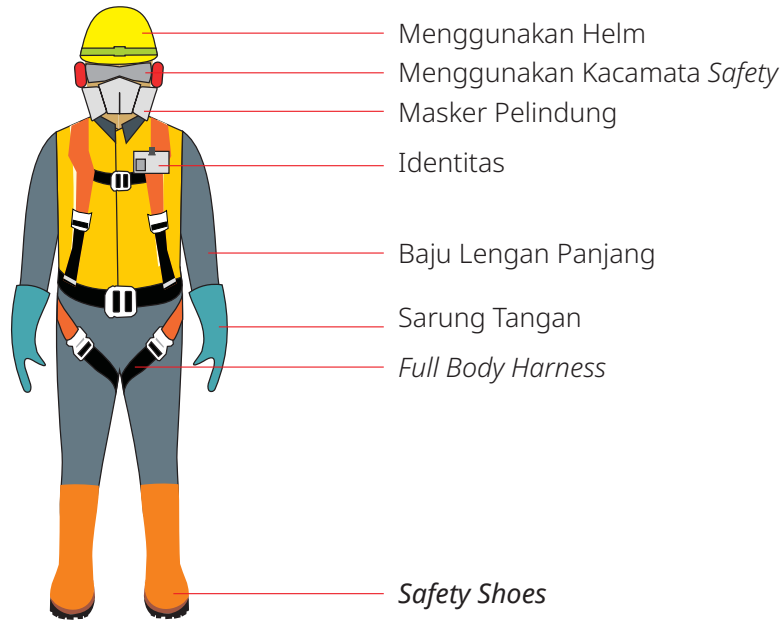 Menggunakan Helm
Menggunakan Kacamata Safety
Masker Pelindung
Identitas
Baju Lengan Panjang
Sarung Tangan
Full Body Harness
Safety Shoes